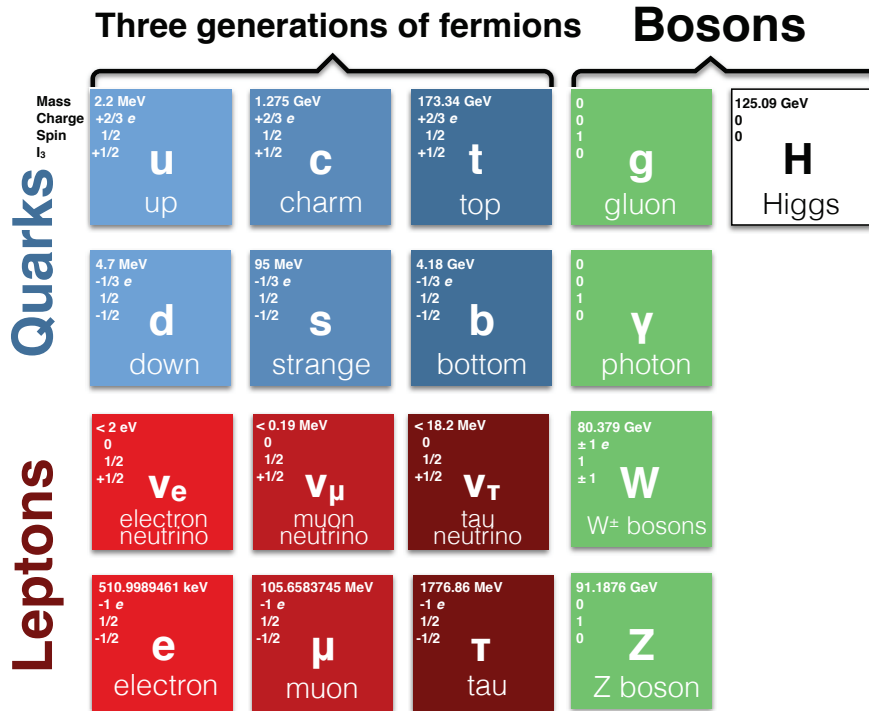 Three generations of fermions
Bosons
Mass
Charge
Spin
I₃
Quarks
2.2 MeV
+2/3 e
1/2
+1/2
u
up
1.275 GeV
+2/3 e
1/2
+1/2
c
charm
173.34 GeV
+2/3 e
1/2
+1/2
t
top
0
0
1
0
g
gluon
125.09 GeV
0
0
H
Higgs
4.7 MeV
-1/3 e
1/2
-1/2
d
down
95 MeV
-1/3 e
1/2
-1/2
s
strange
4.18 GeV
-1/3 e
1/2
-1/2
b
bottom
0
0
1
0
γ
photon
Leptons
< 2 eV
0
1/2
+1/2
νe
electron
neutrino
< 0.19 MeV
0
1/2
+1/2
νμ
muon
neutrino
< 18.2 MeV
0
1/2
+1/2
ντ
tau
neutrino
80.379 GeV
± 1 e
1
± 1
W
W± bosons
510.9989461 keV
-1 e
1/2
-1/2
e
electron
105.6583745 MeV
-1 e
1/2
-1/2
μ
muon
1776.86 MeV
-1 e
1/2
-1/2
τ
tau
91.1876 GeV
0
1
0
Z
Z boson